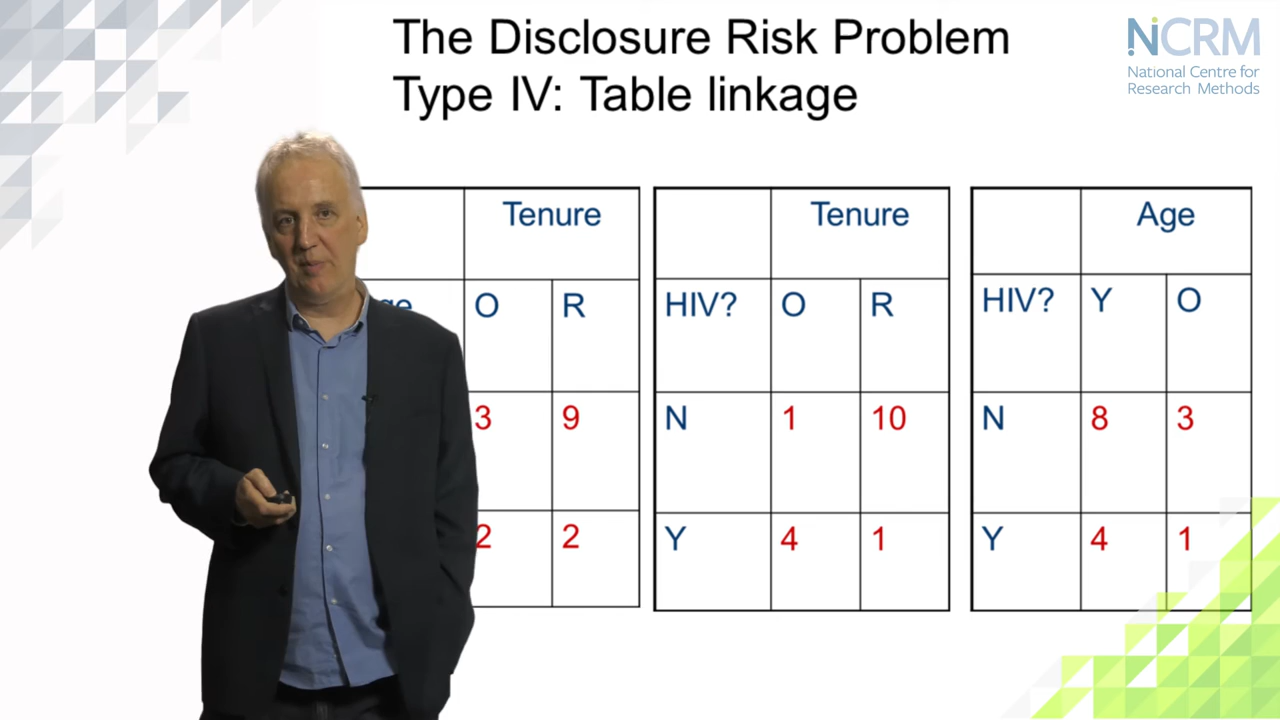 The Disclosure Risk Problem
Type IV: Table linkage
NCRM
National Centre for
Research Methods
Tenure
O R
3 9
2 2
Tenure
HIV? O R
N 1 10
Y 4 1
Age
HIV? Y O
N 8 3
Y 4 1